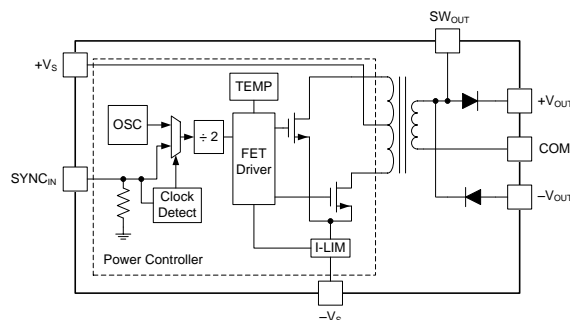 SW_OUT
+V_S
TEMP
+V_OUT
OSC
÷ 2
FET
Driver
COM
SYNC_IN
Clock
Detect
–V_OUT
I-LIM
Power Controller
–V_S